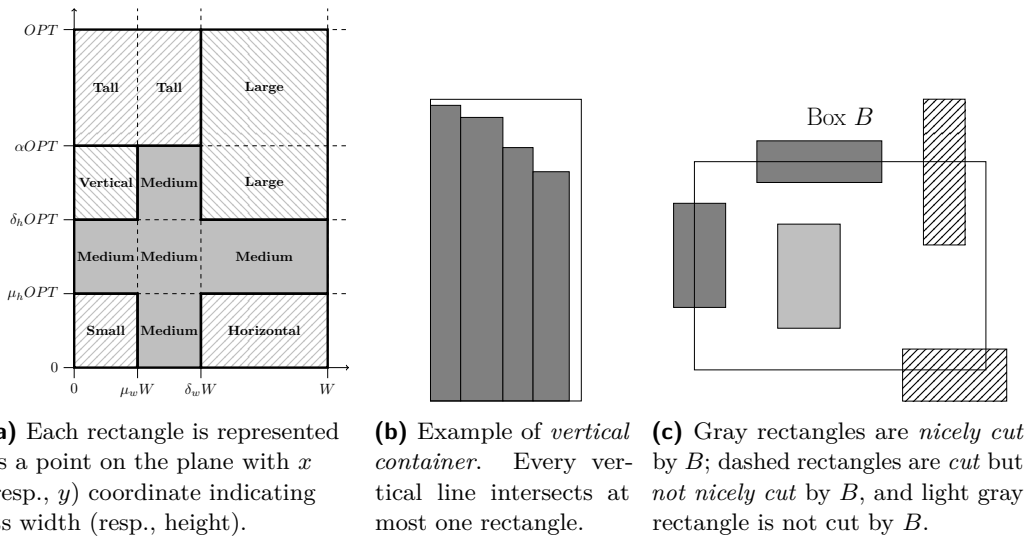 OPT
Tall Tall Large
αOPT
Vertical Medium Large
δhOPT
Medium Medium Medium
μhOPT
Small Medium Horizontal
0
0 μwW δwW W
Box B
a) Each rectangle is represented
s a point on the plane with x
resp., y) coordinate indicating
ss width (resp., height).
(b) Example of vertical
container. Every ver-
tical line intersects at
most one rectangle.
(c) Gray rectangles are nicely cut
by B; dashed rectangles are cut but
not nicely cut by B, and light gray
rectangle is not cut by B.